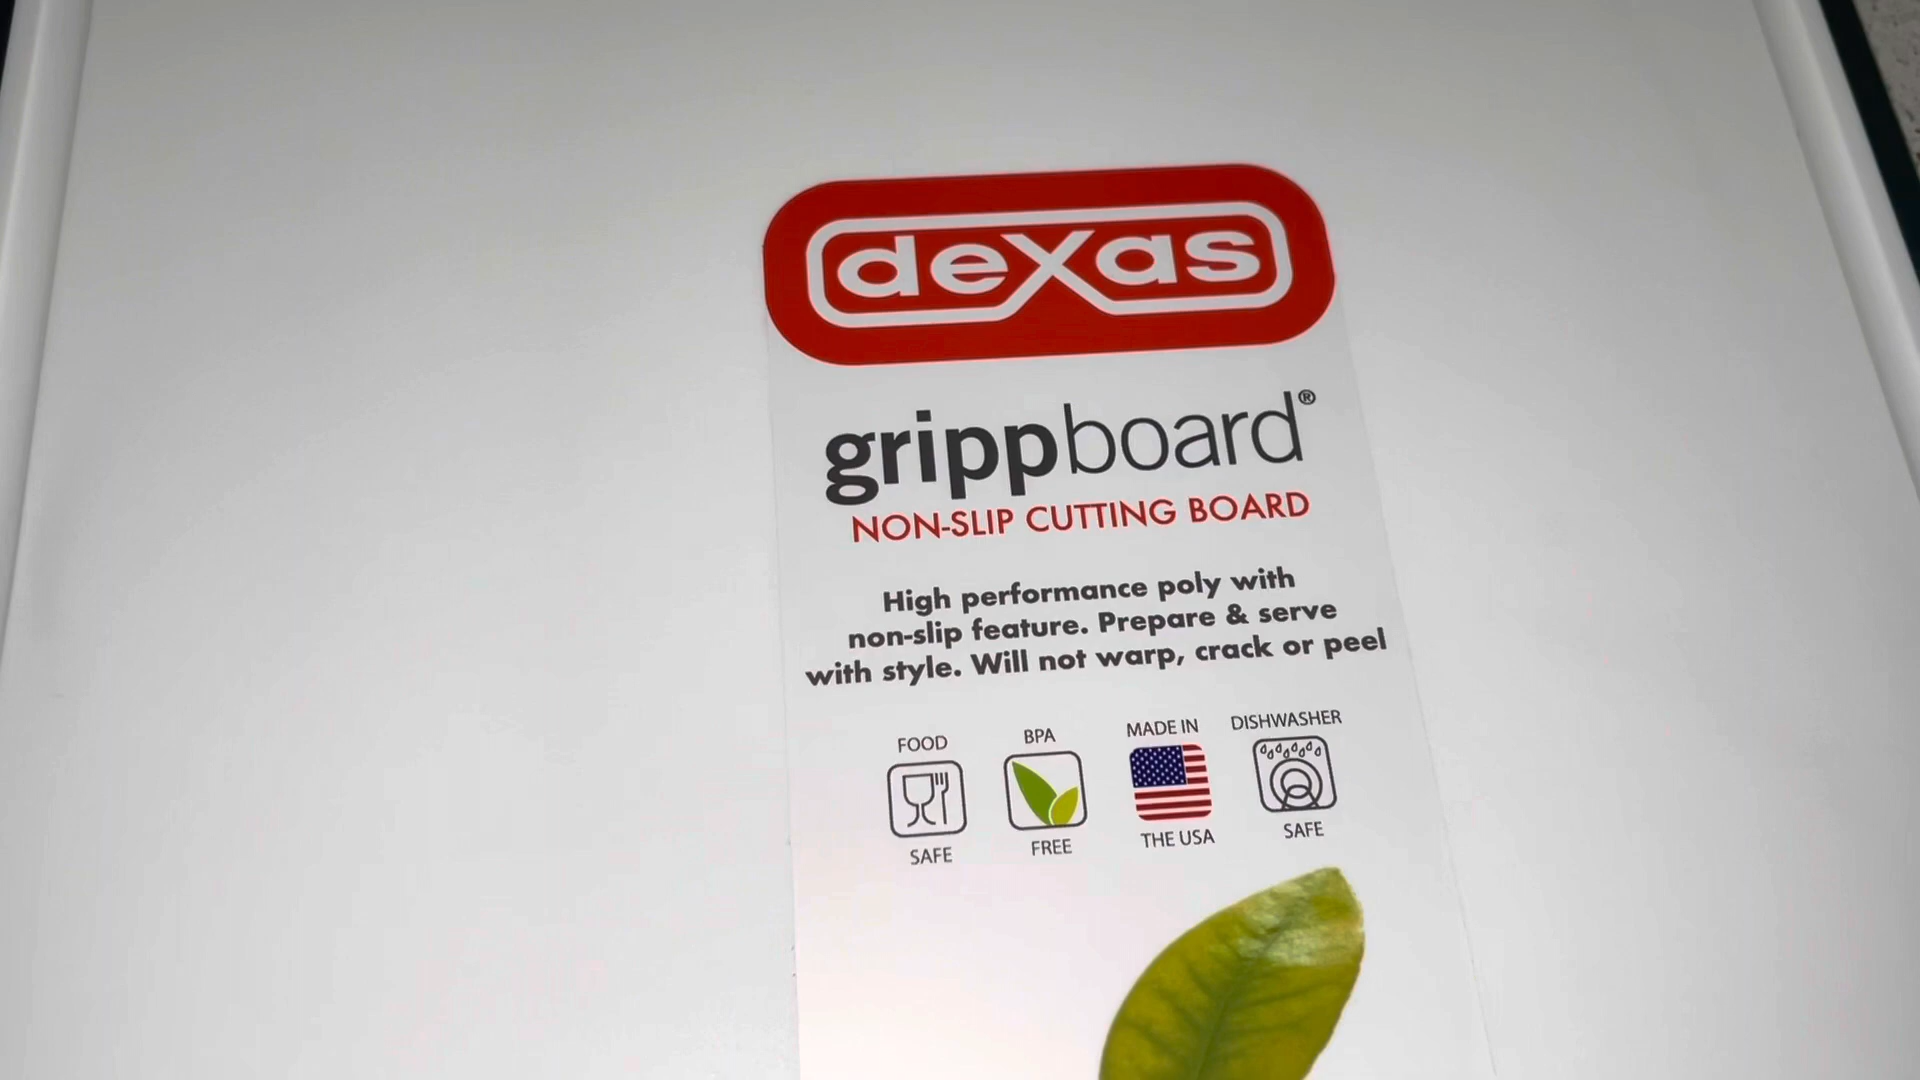 dexas
grippboard®
NON-SLIP CUTTING BOARD
High performance poly with
non-slip feature. Prepare & serve
with style. Will not warp, crack or peel
FOOD
SAFE
BPA
FREE
MADE IN
THE USA
DISHWASHER
SAFE